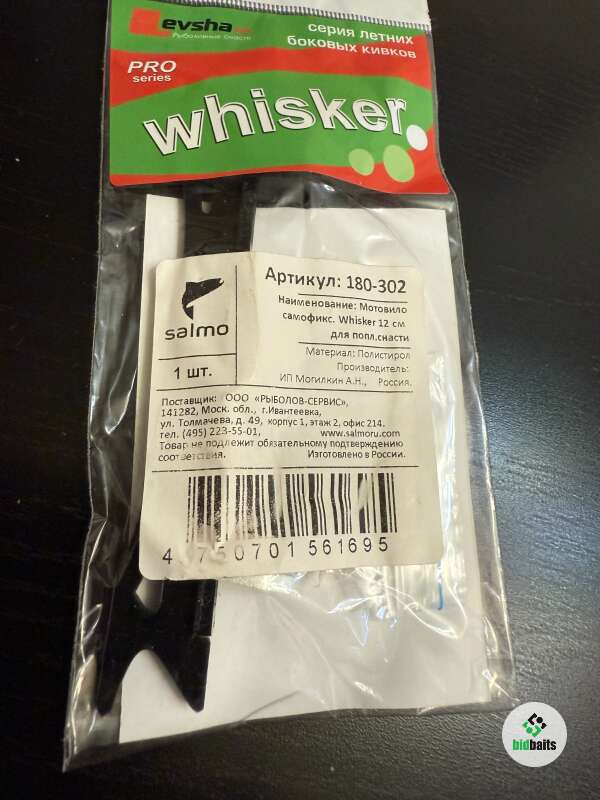 Levsha
Рыболовные снасти
серия летних
боковых кивков
PRO
series
whisker
salmo
1 шт.
Артикул: 180-302
Наименование: Мотовило
самофикс. Whisker 12 см
для попл.снасти
Материал: Полистирол
Производитель:
ИП Могилкин А.Н., Россия.
Поставщик: ООО «РЫБОЛОВ-СЕРВИС»,
141282, Моск. обл., г.Ивантеевка,
ул. Толмачева, д. 49, корпус 1, этаж 2, офис 214.
тел. (495) 223-55-01, www.salmoru.com
Товар не подлежит обязательному подтверждению
соответствия. Изготовлено в России.
4 750701 561695
bidbaits